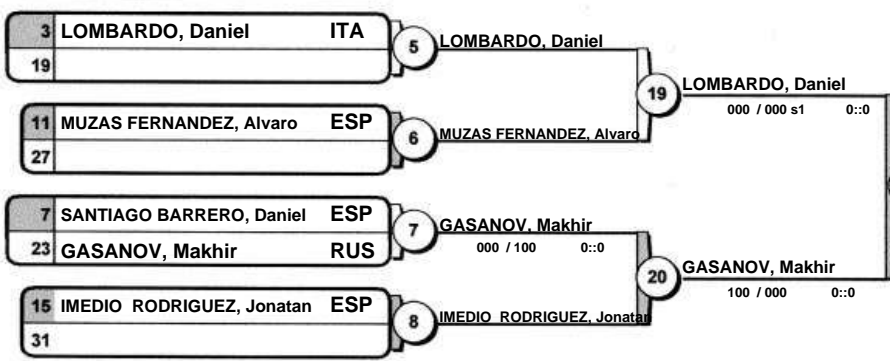 3 LOMBARDO, Daniel ITA
19
5 LOMBARDO, Daniel
11 MUZAS FERNANDEZ, Alvaro ESP
27
6 MUZAS FERNANDEZ, Alvaro
19 LOMBARDO, Daniel
000 / 000 s1 0::0
7 SANTIAGO BARRERO, Daniel ESP
23 GASANOV, Makhir RUS
7 GASANOV, Makhir
000 / 100 0::0
15 IMEDIO RODRIGUEZ, Jonatan ESP
31
8 IMEDIO RODRIGUEZ, Jonatan
20 GASANOV, Makhir
100 / 000 0::0